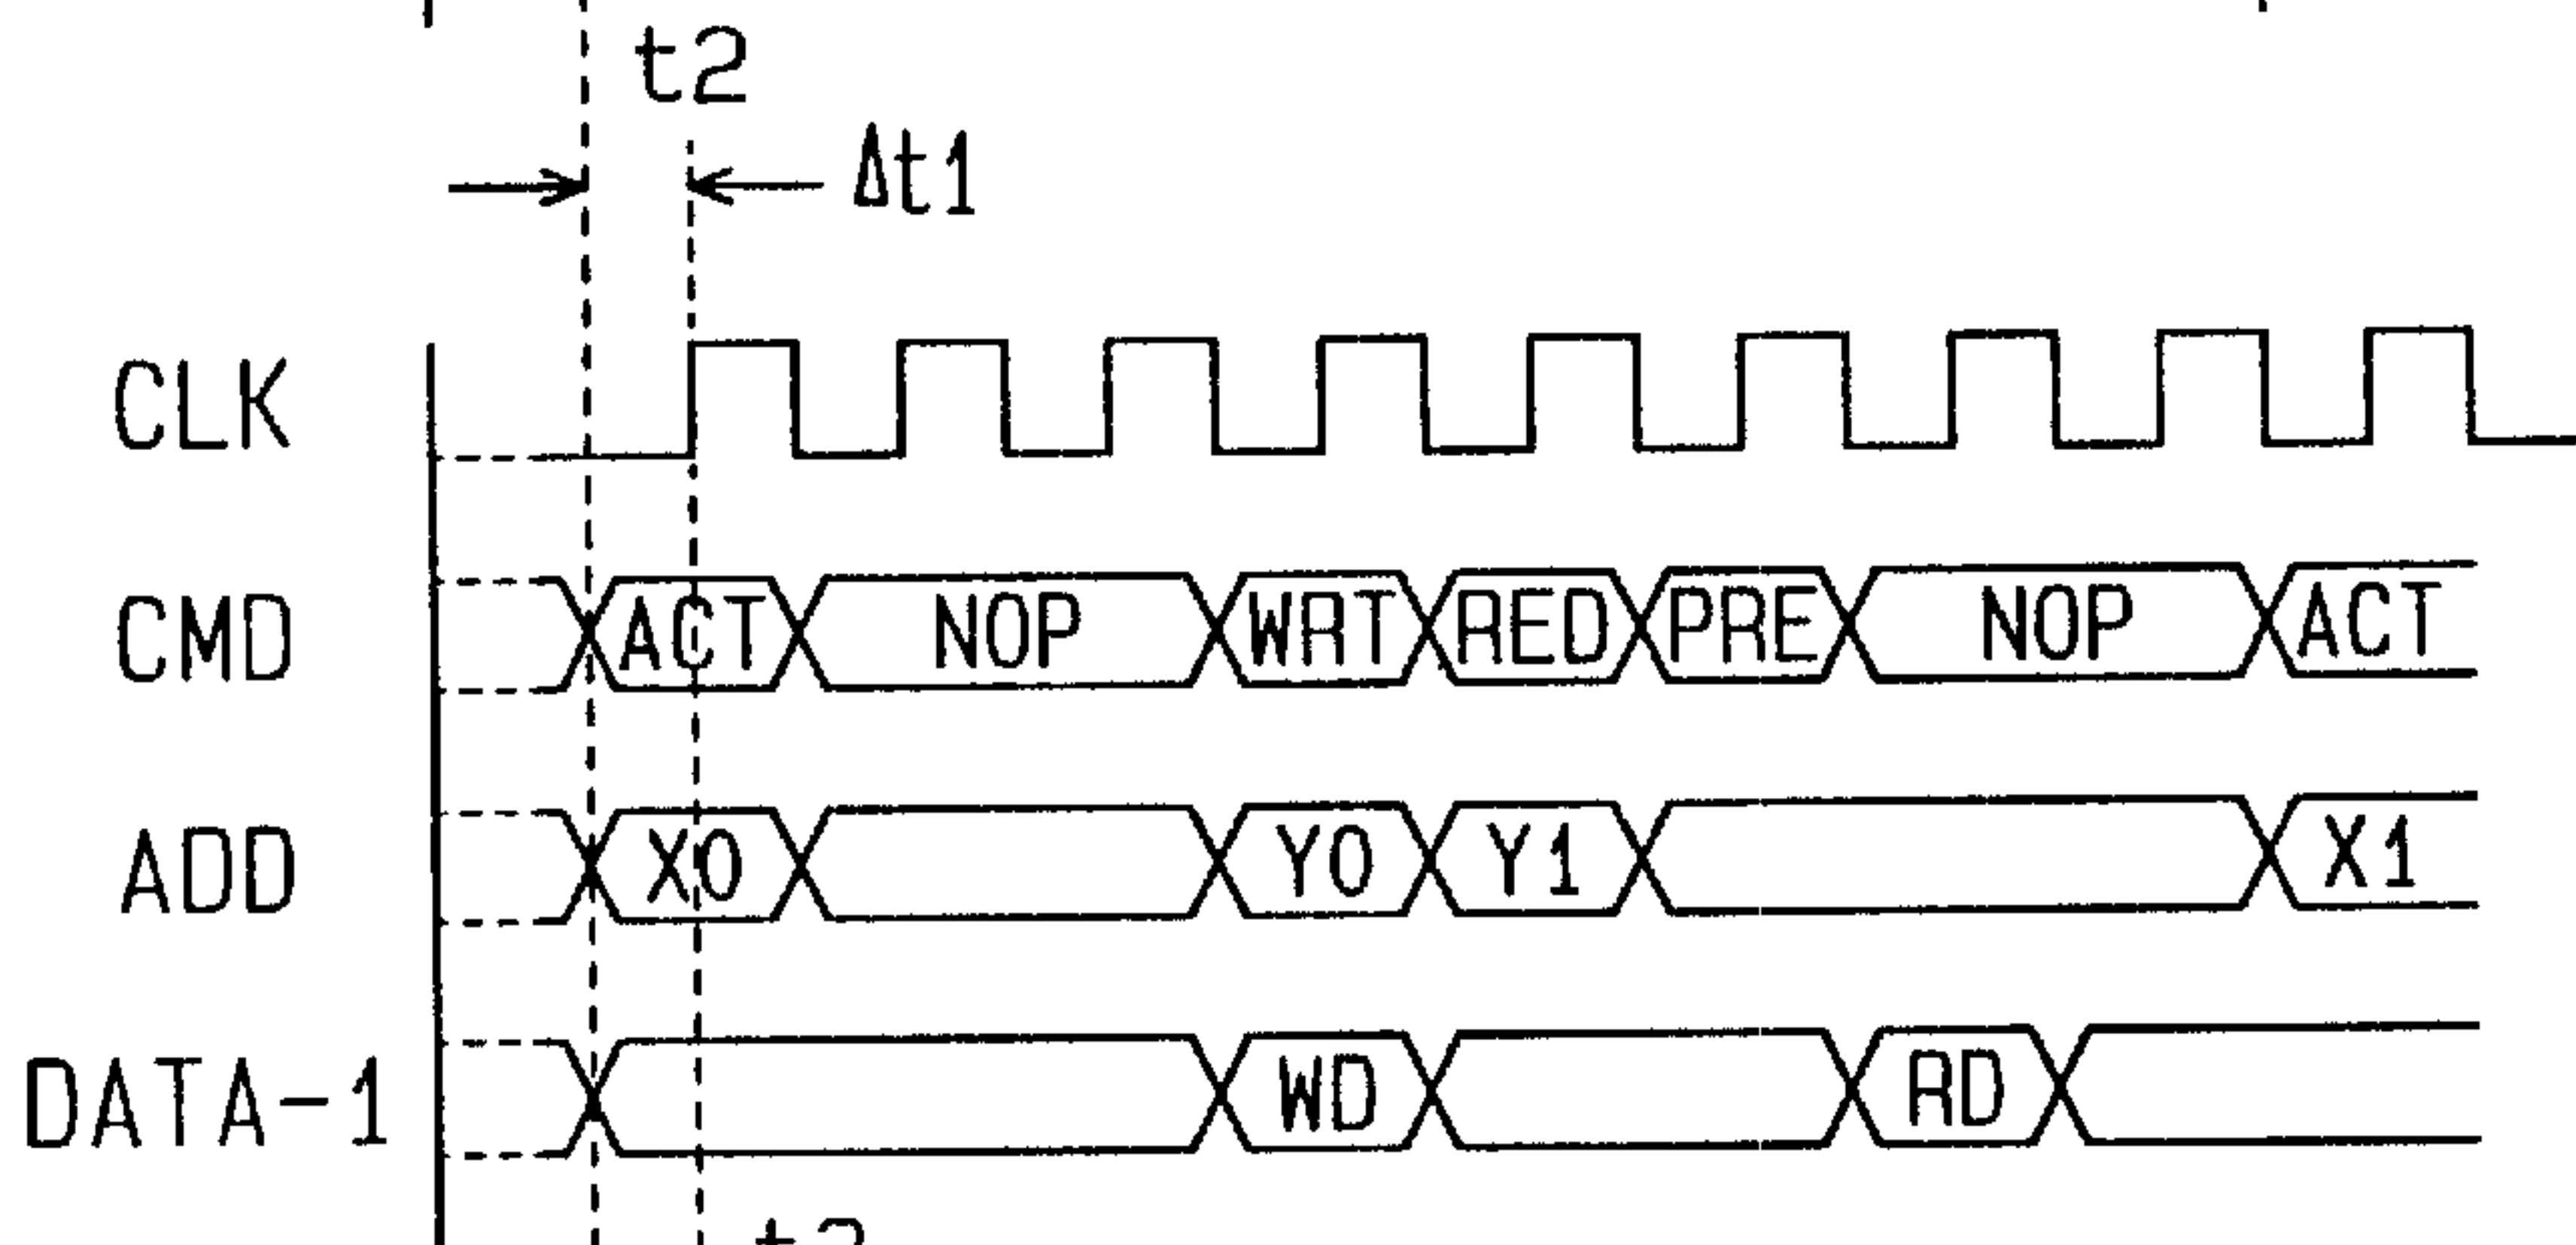 t2
Δt1
CLK
CMD ACT NOP WRT RED PRE NOP ACT
ADD X0 Y0 Y1 X1
DATA-1 WD RD